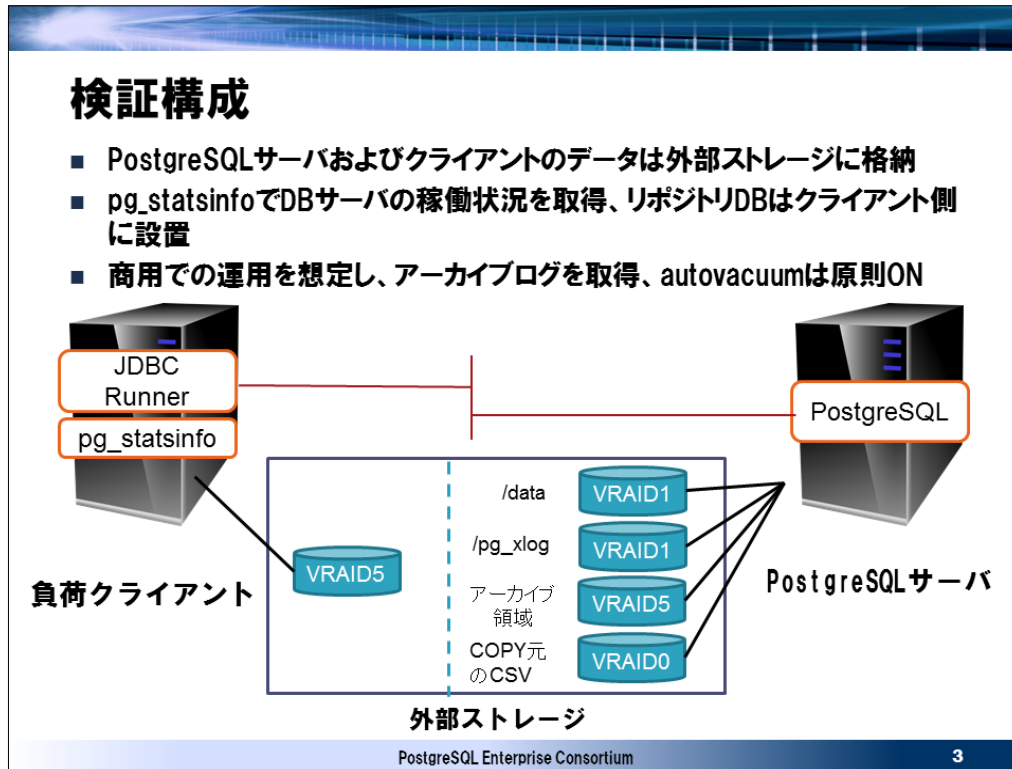 検証構成
■ PostgreSQLサーバおよびクライアントのデータは外部ストレージに格納
■ pg_statsinfoでDBサーバの稼働状況を取得、リポジトリDBはクライアント側
に設置
■ 商用での運用を想定し、アーカイブログを取得、autovacuumは原則ON
JDBC
Runner
pg_statsinfo
PostgreSQL
/data
VRAID1
/pg_xlog
VRAID1
アーカイブ
領域
VRAID5
COPY元
のCSV
VRAID0
VRAID5
負荷クライアント
PostgreSQLサーバ
外部ストレージ
PostgreSQL Enterprise Consortium
3